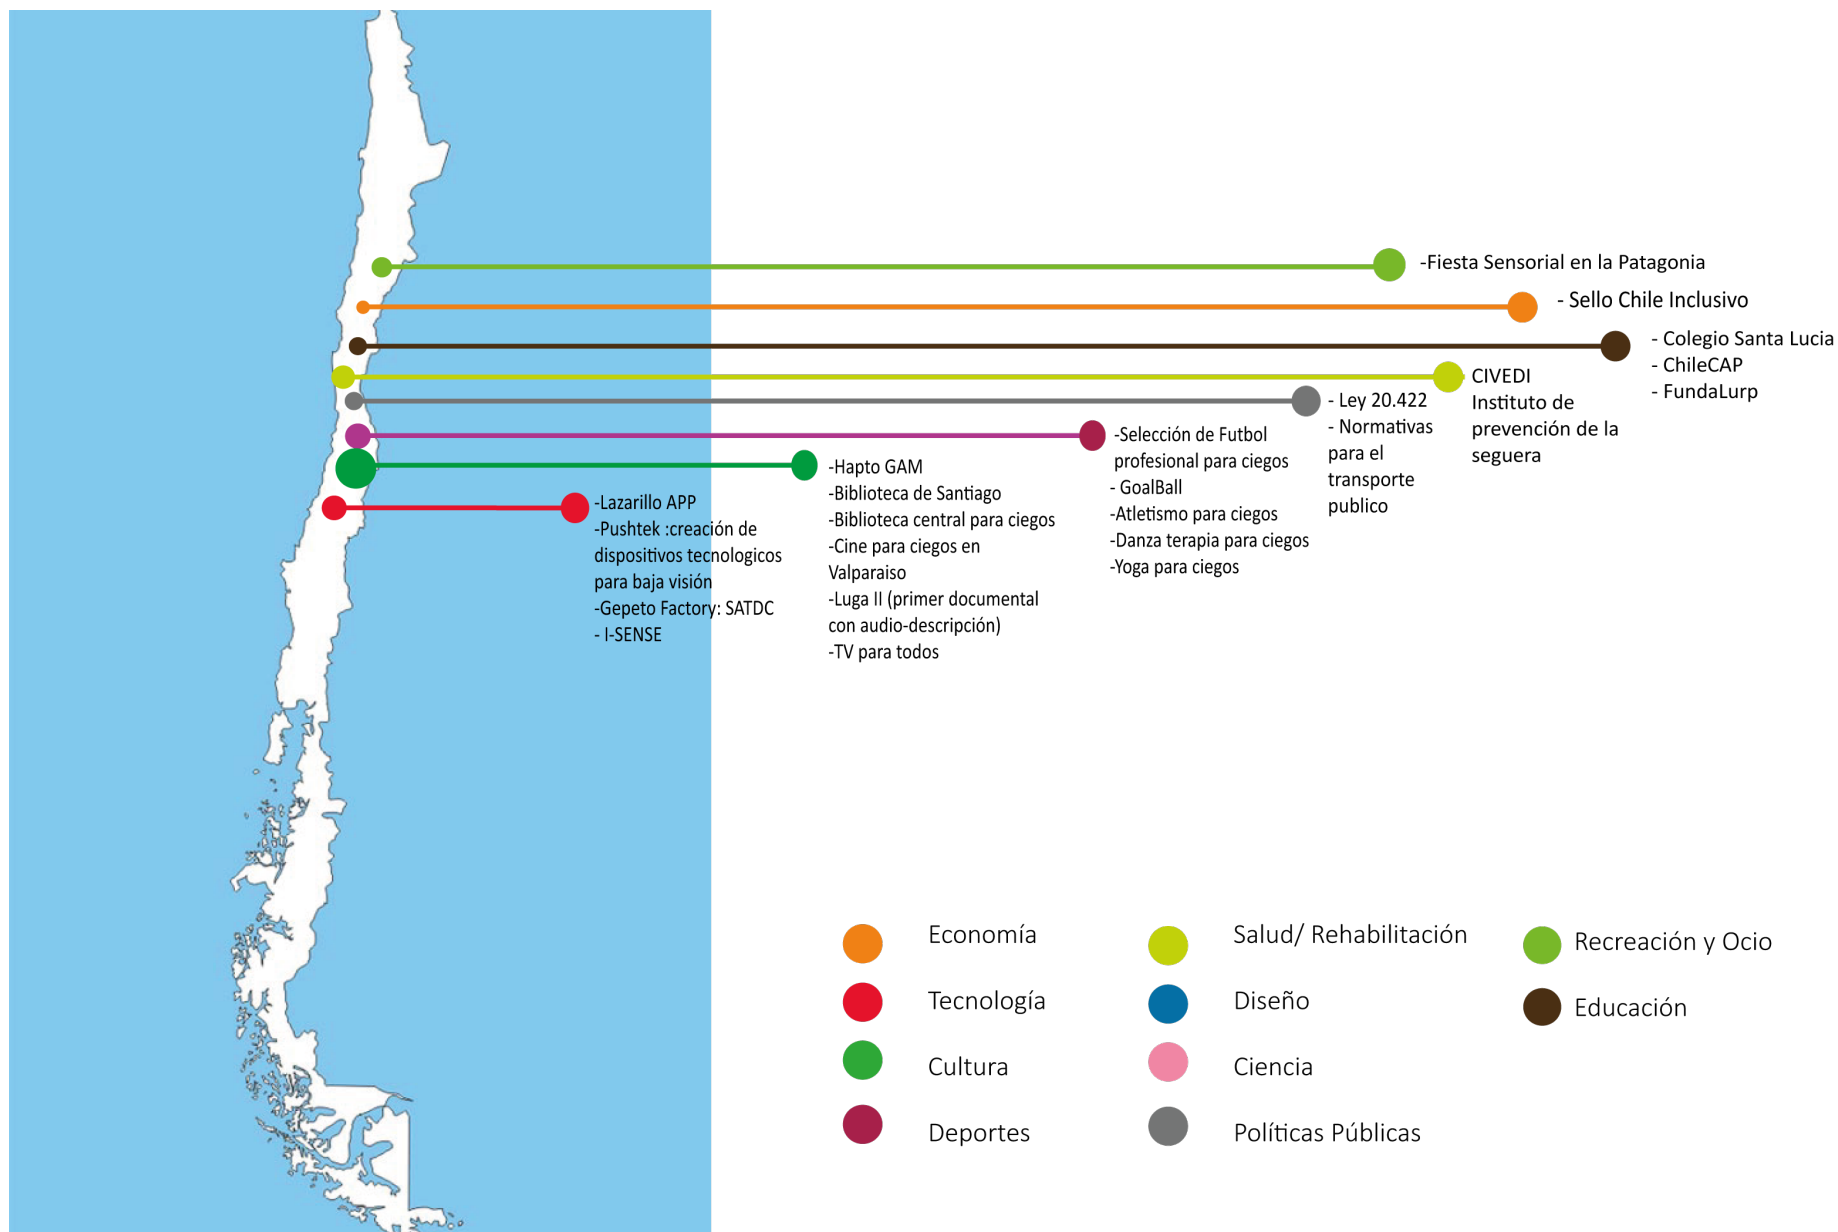 -Fiesta Sensorial en la Patagonia
- Sello Chile Inclusivo
- Colegio Santa Lucia
- ChileCAP
- FundaLurp
CIVEDI
Instituto de
prevención de la
seguera
- Ley 20.422
- Normativas
para el
transporte
publico
-Selección de Futbol
profesional para ciegos
- GoalBall
-Atletismo para ciegos
-Danza terapia para ciegos
-Yoga para ciegos
-Hapto GAM
-Biblioteca de Santiago
-Biblioteca central para ciegos
-Cine para ciegos en
Valparaiso
-Luga II (primer documental
con audio-descripción)
-TV para todos
-Lazarillo APP
-Pushtek :creación de
dispositivos tecnologicos
para baja visión
-Gepeto Factory: SATDC
- I-SENSE
Economía
Tecnología
Cultura
Deportes
Salud/ Rehabilitación
Diseño
Ciencia
Políticas Públicas
Recreación y Ocio
Educación